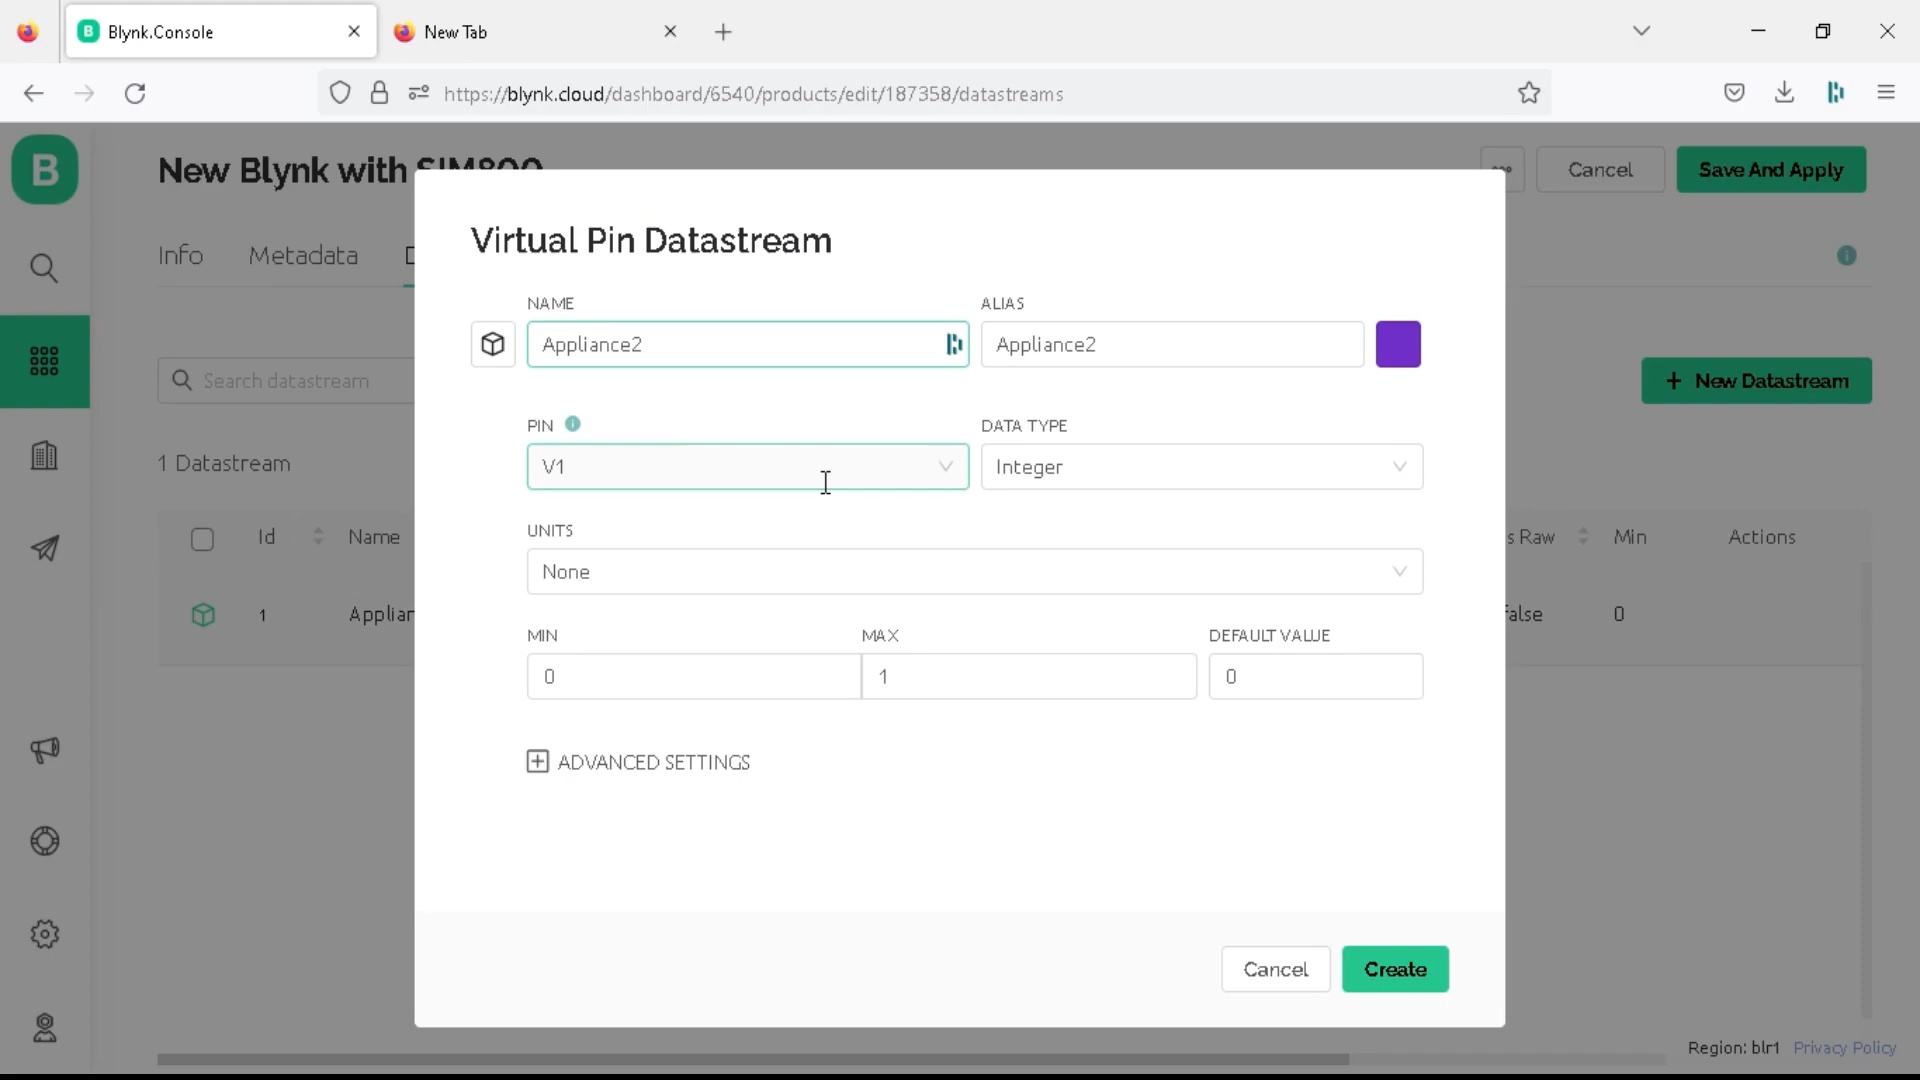 Blynk.Console
New Tab
https://blynk.cloud/dashboard/6540/products/edit/187358/datastreams
B
New Blynk with SIM800
Cancel
Save And Apply
Info
Metadata
Virtual Pin Datastream
NAME
ALIAS
Appliance2
Appliance2
Search datastream
+ New Datastream
PIN
DATA TYPE
V1
Integer
1 Datastream
UNITS
None
Id
Name
s Raw
Min
Actions
1
Applian
false
0
MIN
MAX
DEFAULT VALUE
0
1
0
ADVANCED SETTINGS
Cancel
Create
Region: blr1 Privacy Policy